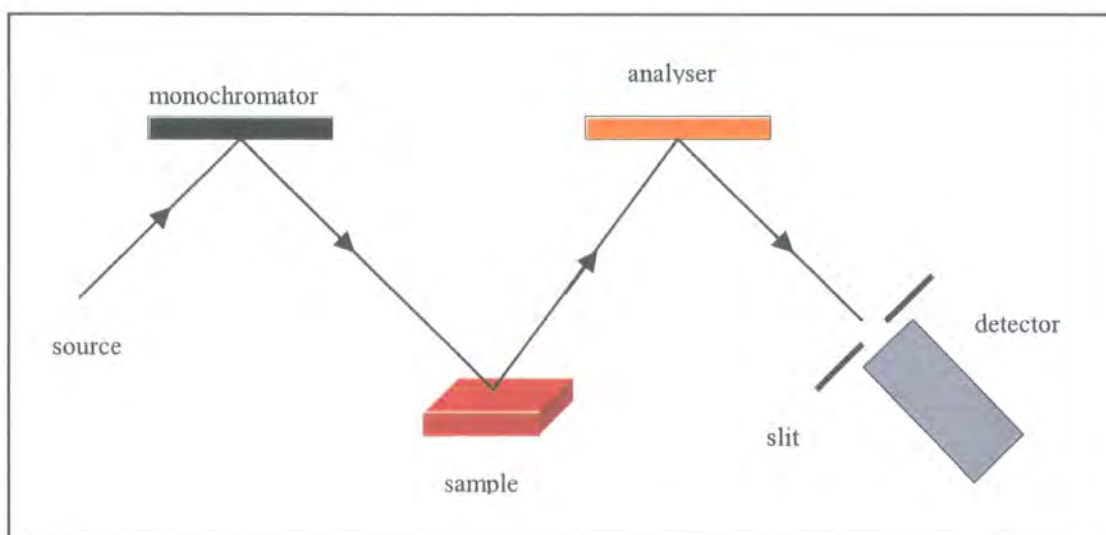 analyser
monochromator
source
detector
slit
sample